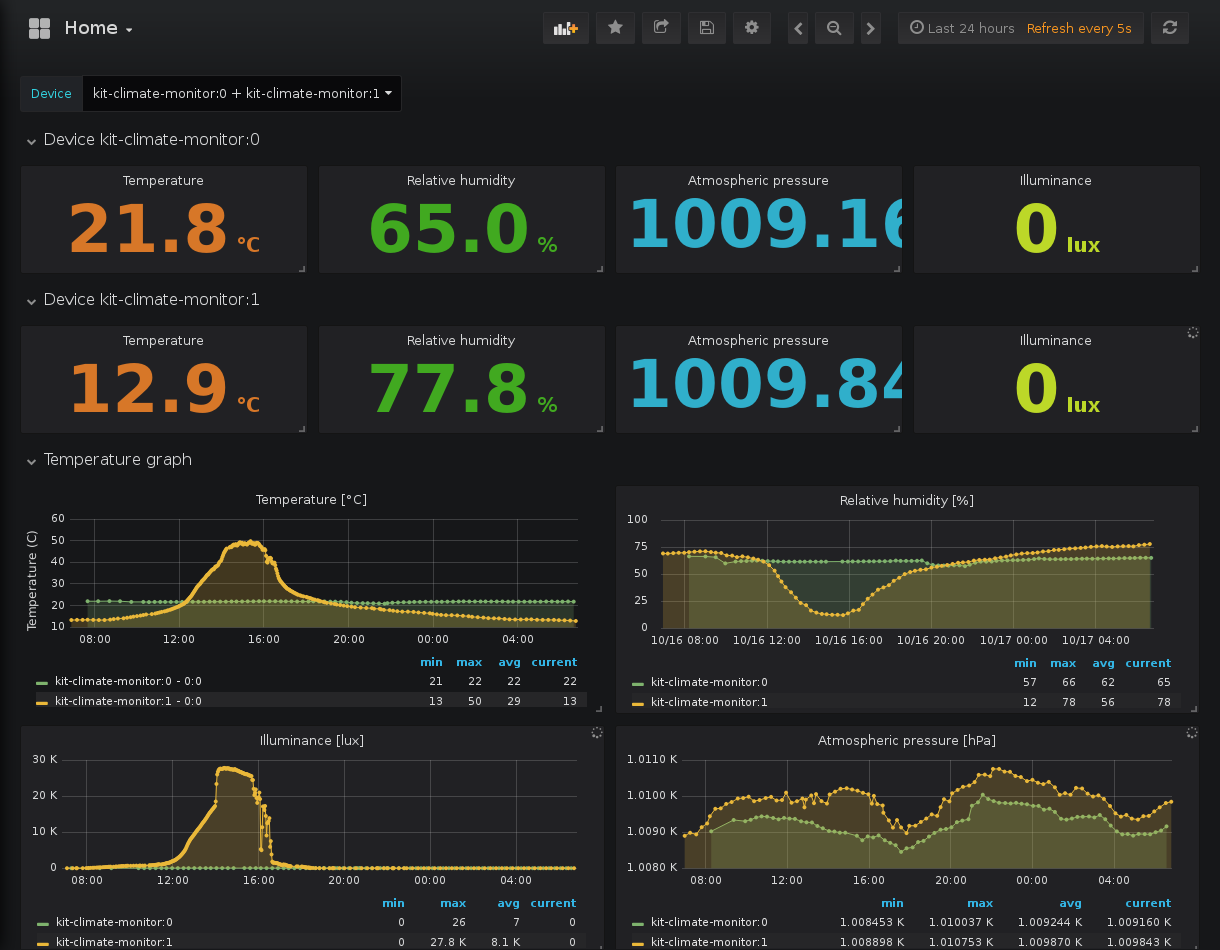 Home
Last 24 hours Refresh every 5s
Device kit-climate-monitor:0 + kit-climate-monitor:1
Device kit-climate-monitor:0
Temperature Relative humidity Atmospheric pressure Illuminance
21.8 °C 65.0 % 1009.16 0 lux
Device kit-climate-monitor:1
Temperature Relative humidity Atmospheric pressure Illuminance
12.9 °C 77.8 % 1009.84 0 lux
Temperature graph
Temperature [°C]
Temperature (C)
60
50
40
30
20
10
08:00 12:00 16:00 20:00 00:00 04:00
min max avg current
kit-climate-monitor:0 - 0:0 21 22 22 22
kit-climate-monitor:1 - 0:0 13 50 29 13
Relative humidity [%]
100
75
50
25
0
10/16 08:00 10/16 12:00 10/16 16:00 10/16 20:00 10/17 00:00 10/17 04:00
min max avg current
kit-climate-monitor:0 57 66 62 65
kit-climate-monitor:1 12 78 56 78
Illuminance [lux]
30 K
20 K
10 K
0
08:00 12:00 16:00 20:00 00:00 04:00
min max avg current
kit-climate-monitor:0 0 26 7 0
kit-climate-monitor:1 0 27.8 K 8.1 K 0
Atmospheric pressure [hPa]
1.0110 K
1.0100 K
1.0090 K
1.0080 K
08:00 12:00 16:00 20:00 00:00 04:00
min max avg current
kit-climate-monitor:0 1.008453 K 1.010037 K 1.009244 K 1.009160 K
kit-climate-monitor:1 1.008898 K 1.010753 K 1.009870 K 1.009843 K